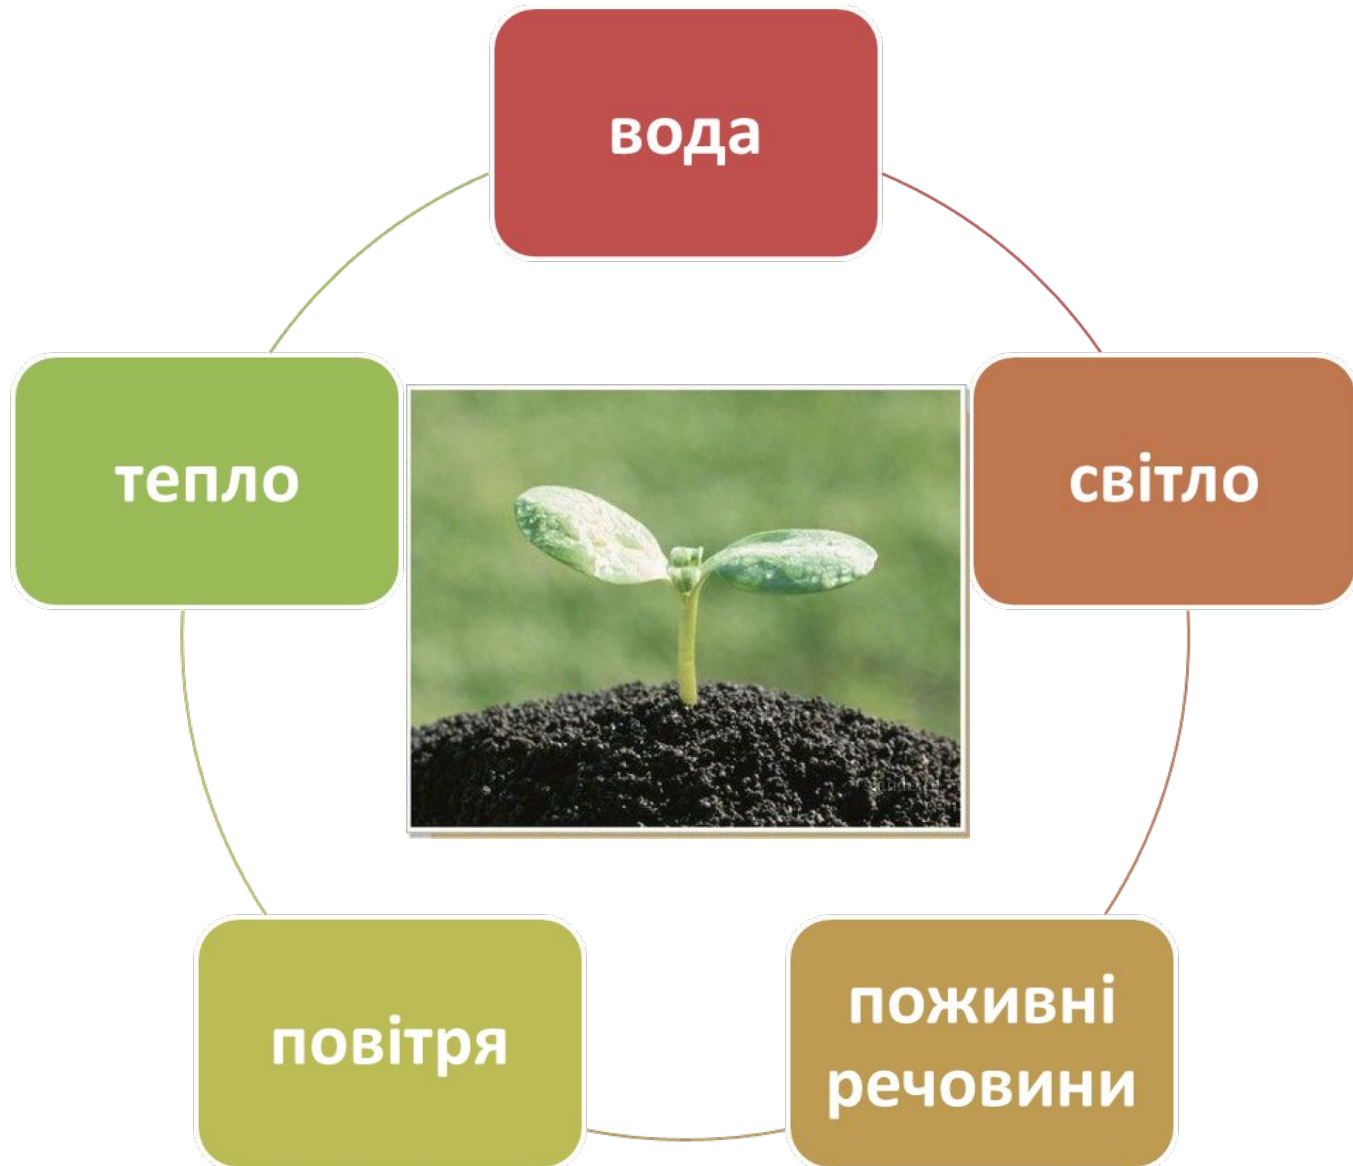 вода
тепло
світло
повітря
поживні
речовини